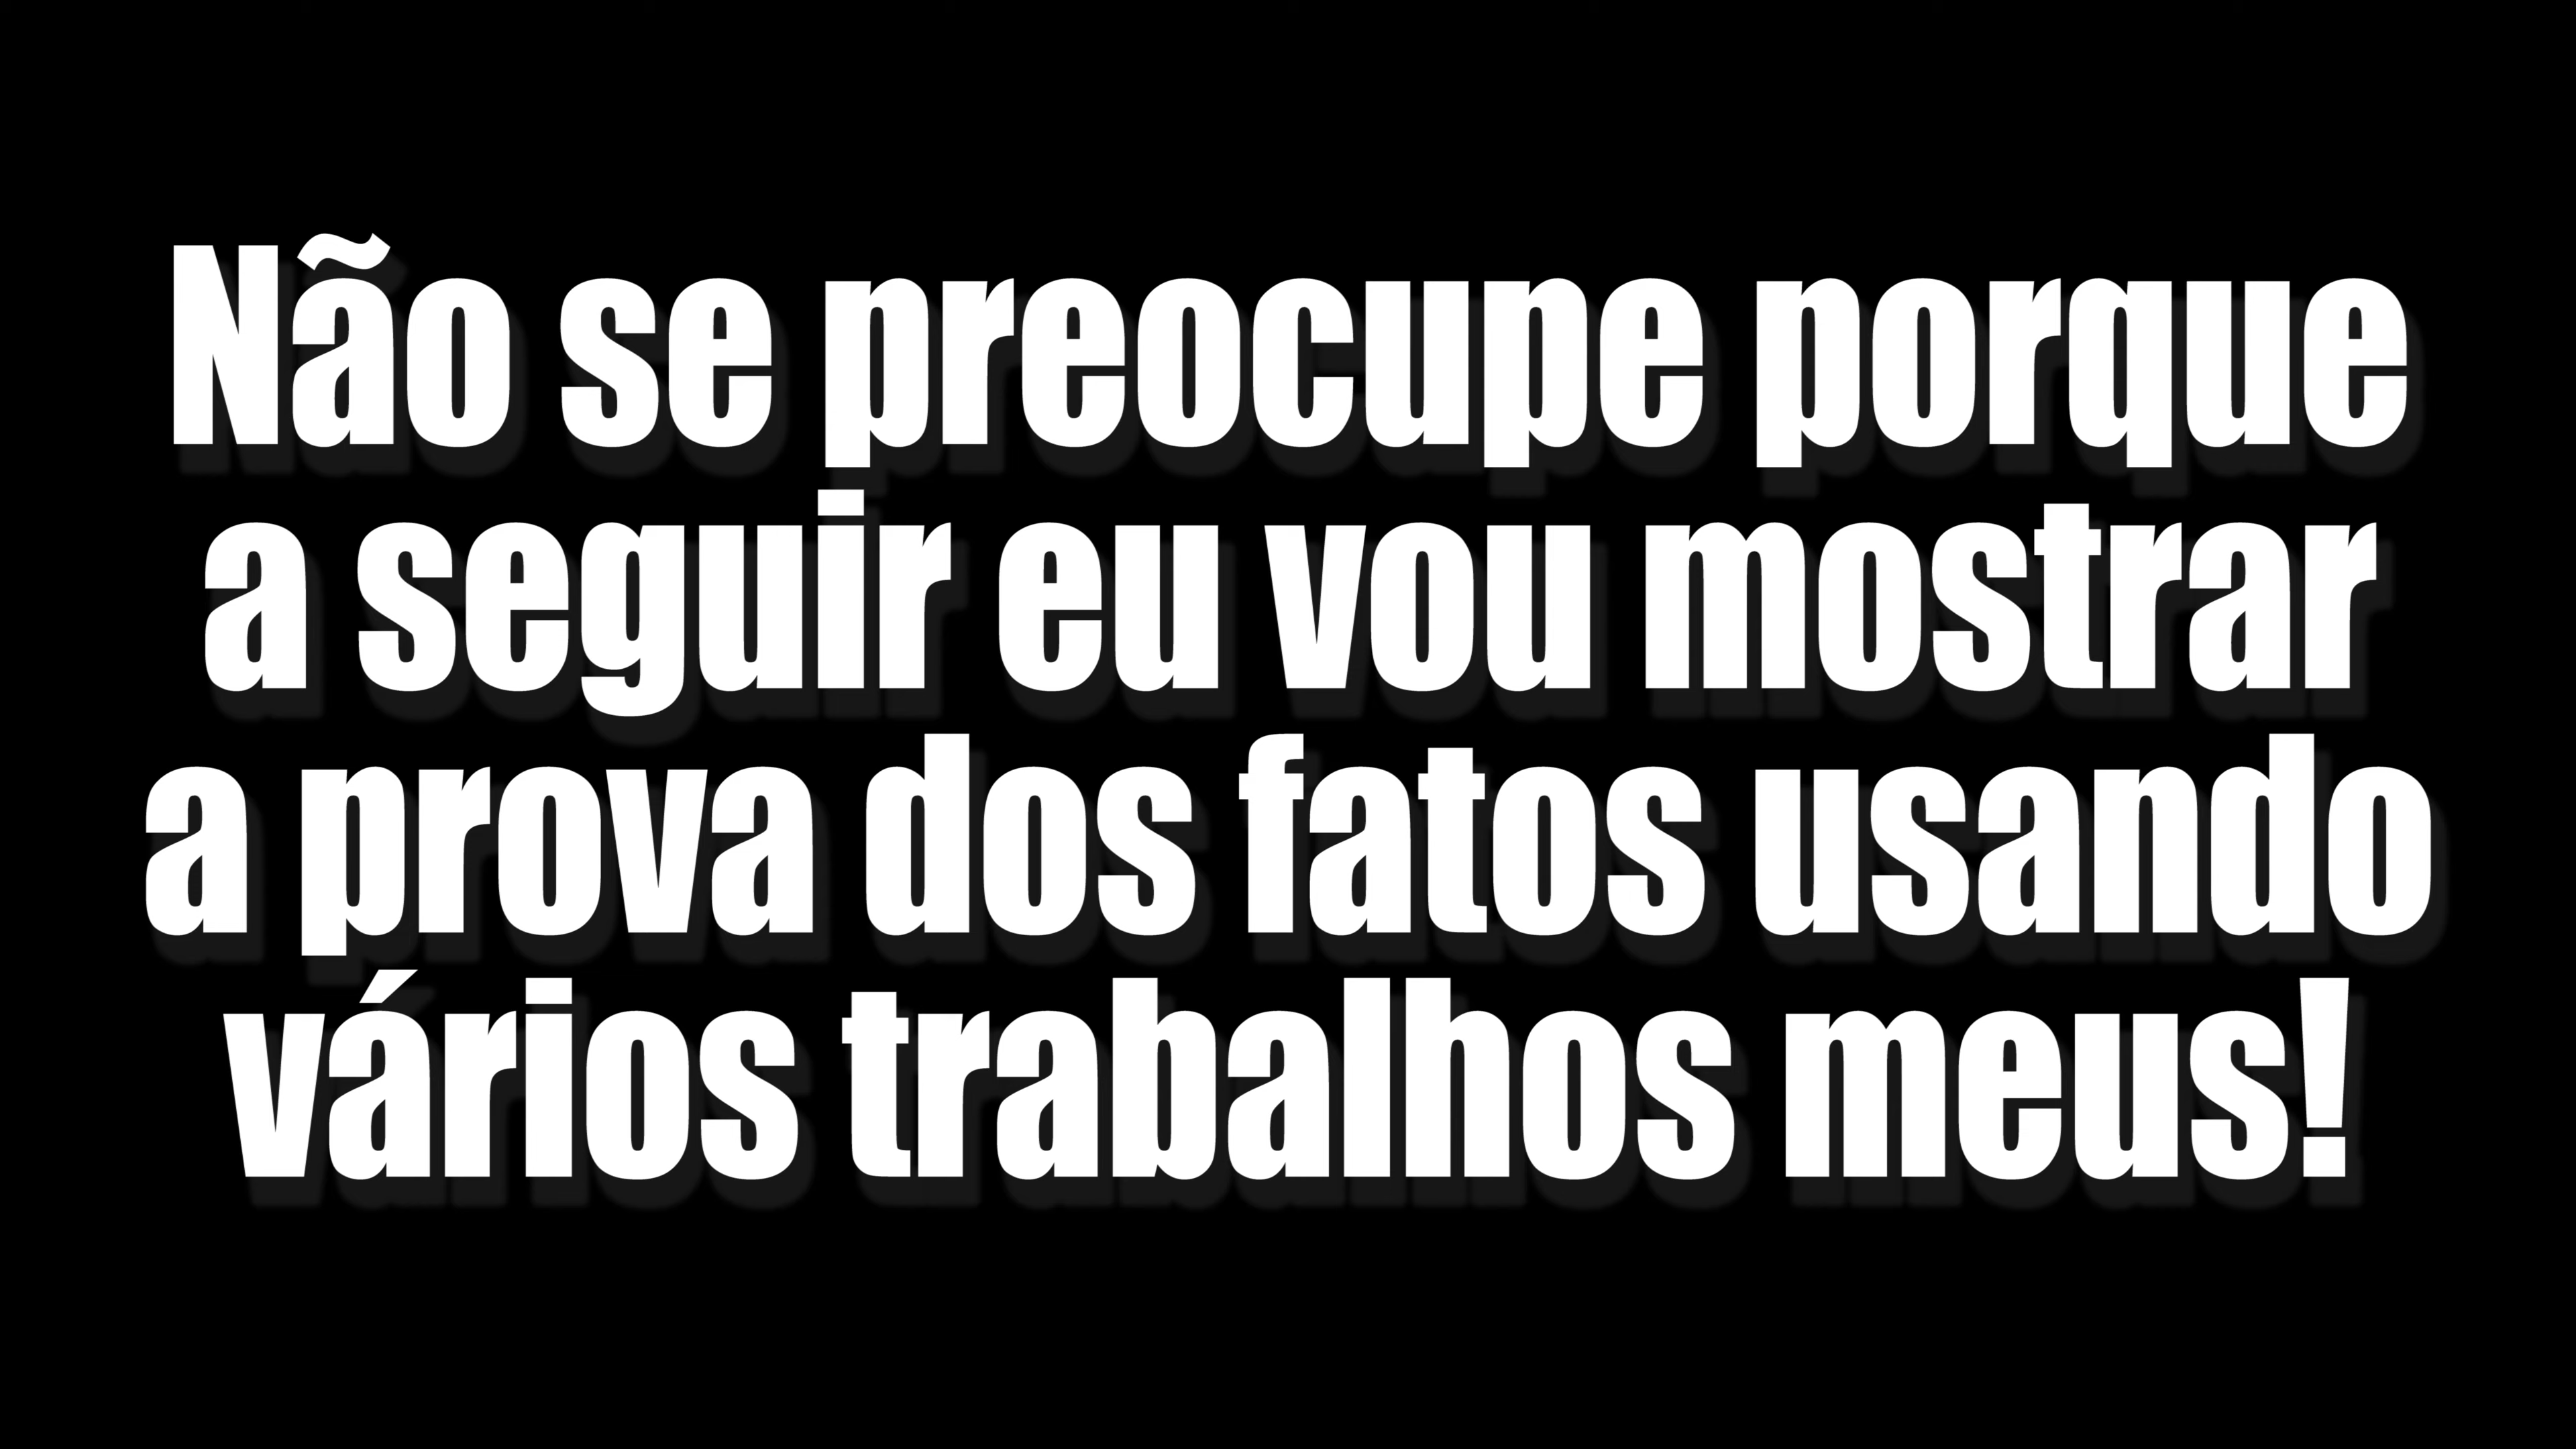 Não se preocupe porque
a seguir eu vou mostrar
a prova dos fatos usando
vários trabalhos meus!